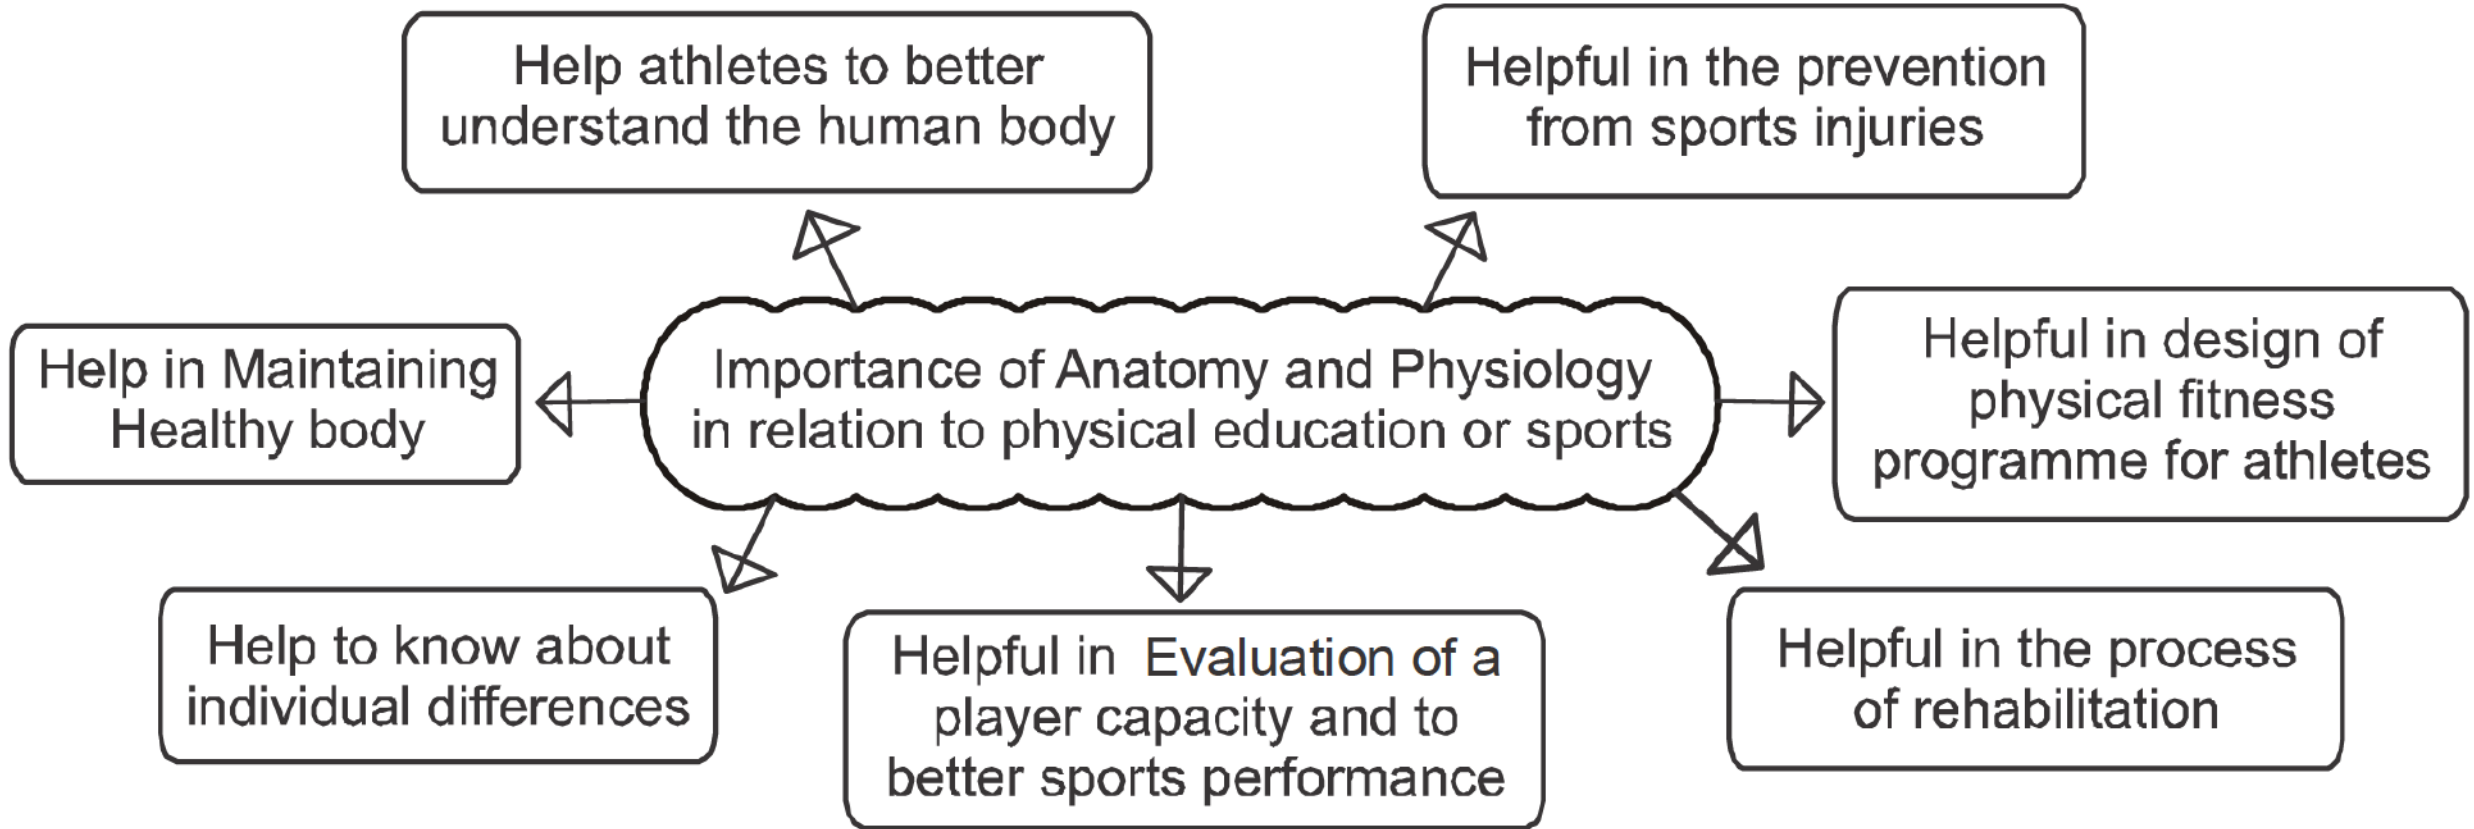 Help athletes to better
understand the human body
Helpful in the prevention
from sports injuries
Help in Maintaining
Healthy body
Importance of Anatomy and Physiology
in relation to physical education or sports
Helpful in design of
physical fitness
programme for athletes
Help to know about
individual differences
Helpful in Evaluation of a
player capacity and to
better sports performance
Helpful in the process
of rehabilitation